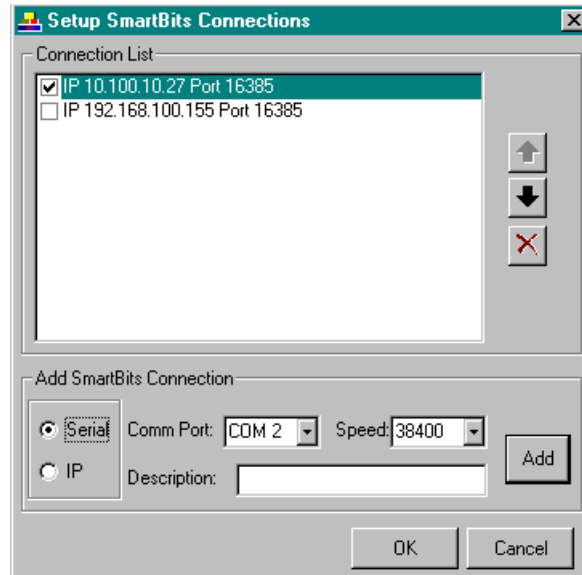 Setup SmartBits Connections
Connection List
IP 10.100.10.27 Port 16385
IP 192.168.100.155 Port 16385
Add SmartBits Connection
Serial Comm Port: COM 2 Speed: 38400
IP Description:
Add
OK Cancel